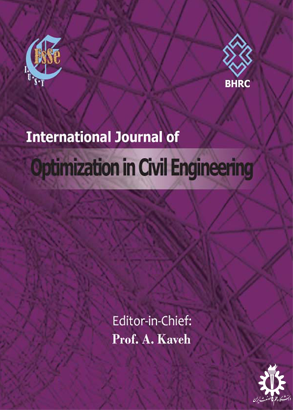 BHRC
International Journal of
Optimization in Civil Engineering
Editor-in-Chief:
Prof. A. Kaveh